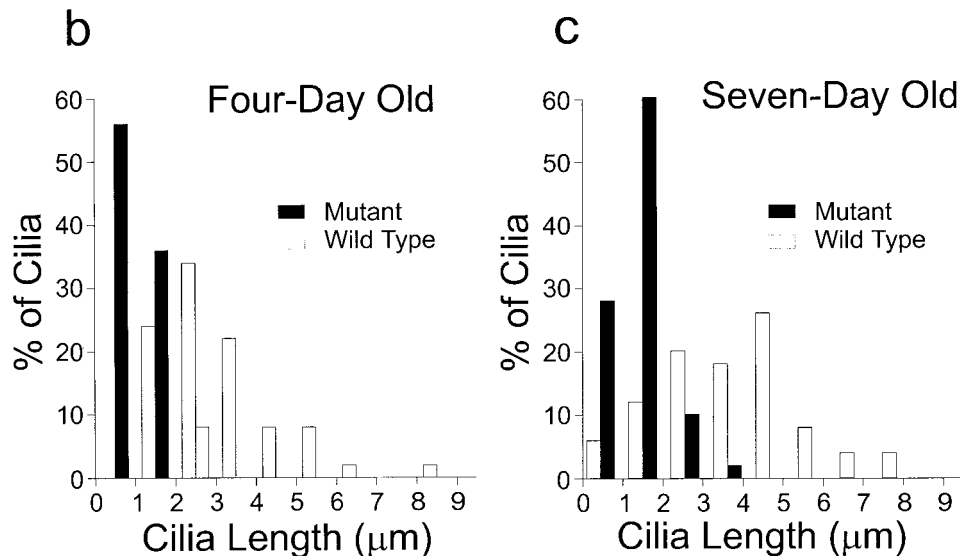 b
Four-Day Old
60
50
40
30
20
10
0
% of Cilia
Mutant
Wild Type
0 1 2 3 4 5 6 7 8 9
Cilia Length (μm)
c
Seven-Day Old
60
50
40
30
20
10
0
% of Cilia
Mutant
Wild Type
0 1 2 3 4 5 6 7 8 9
Cilia Length (μm)